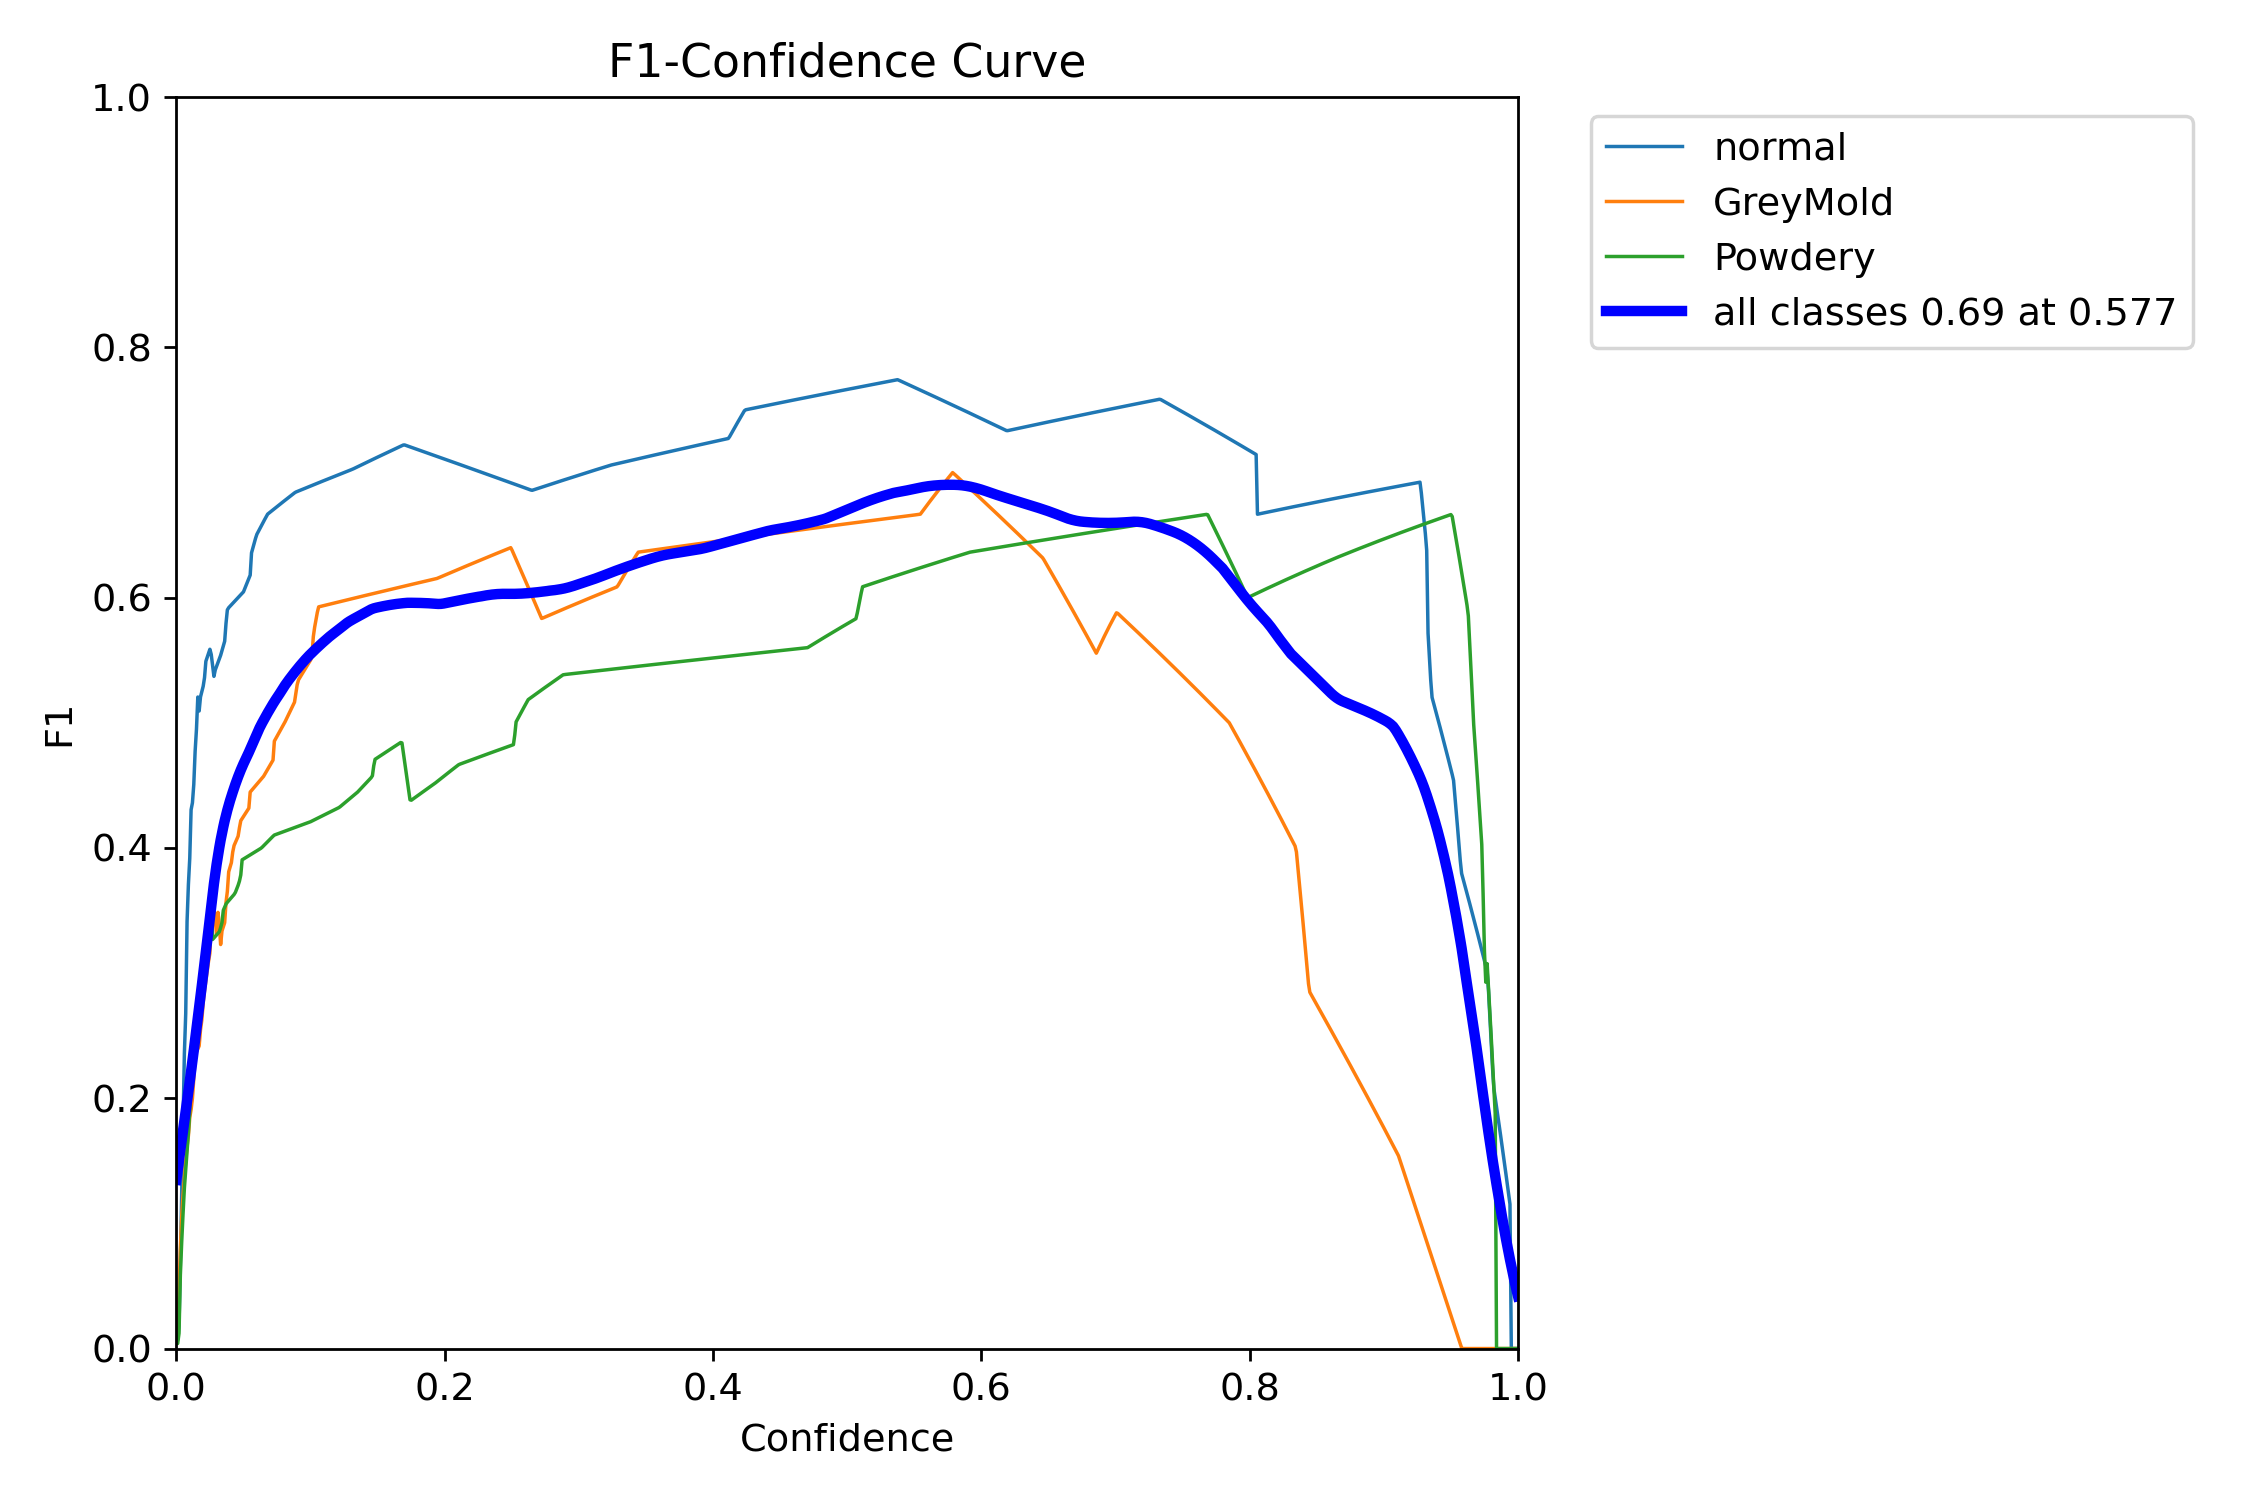 F1-Confidence Curve
1.0
0.8
0.6
0.4
0.2
0.0
F1
0.0 0.2 0.4 0.6 0.8 1.0
Confidence
normal
GreyMold
Powdery
all classes 0.69 at 0.577